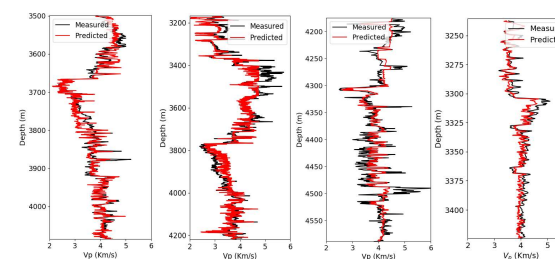 Measured
Predicted
Depth (m)
3500
3600
3700
3800
3900
4000
2 3 4 5 6
Vp (Km/s)
Measured
Predicted
Depth (m)
3200
3400
3600
3800
4000
4200
2 3 4 5 6
Vp (Km/s)
Measured
Predicted
Depth (m)
4200
4250
4300
4350
4400
4450
4500
4550
2 3 4 5 6
Vp (Km/s)
Measu
Predict
Depth (m)
3250
3275
3300
3325
3350
3375
3400
2 3 4 5
(Km/s)